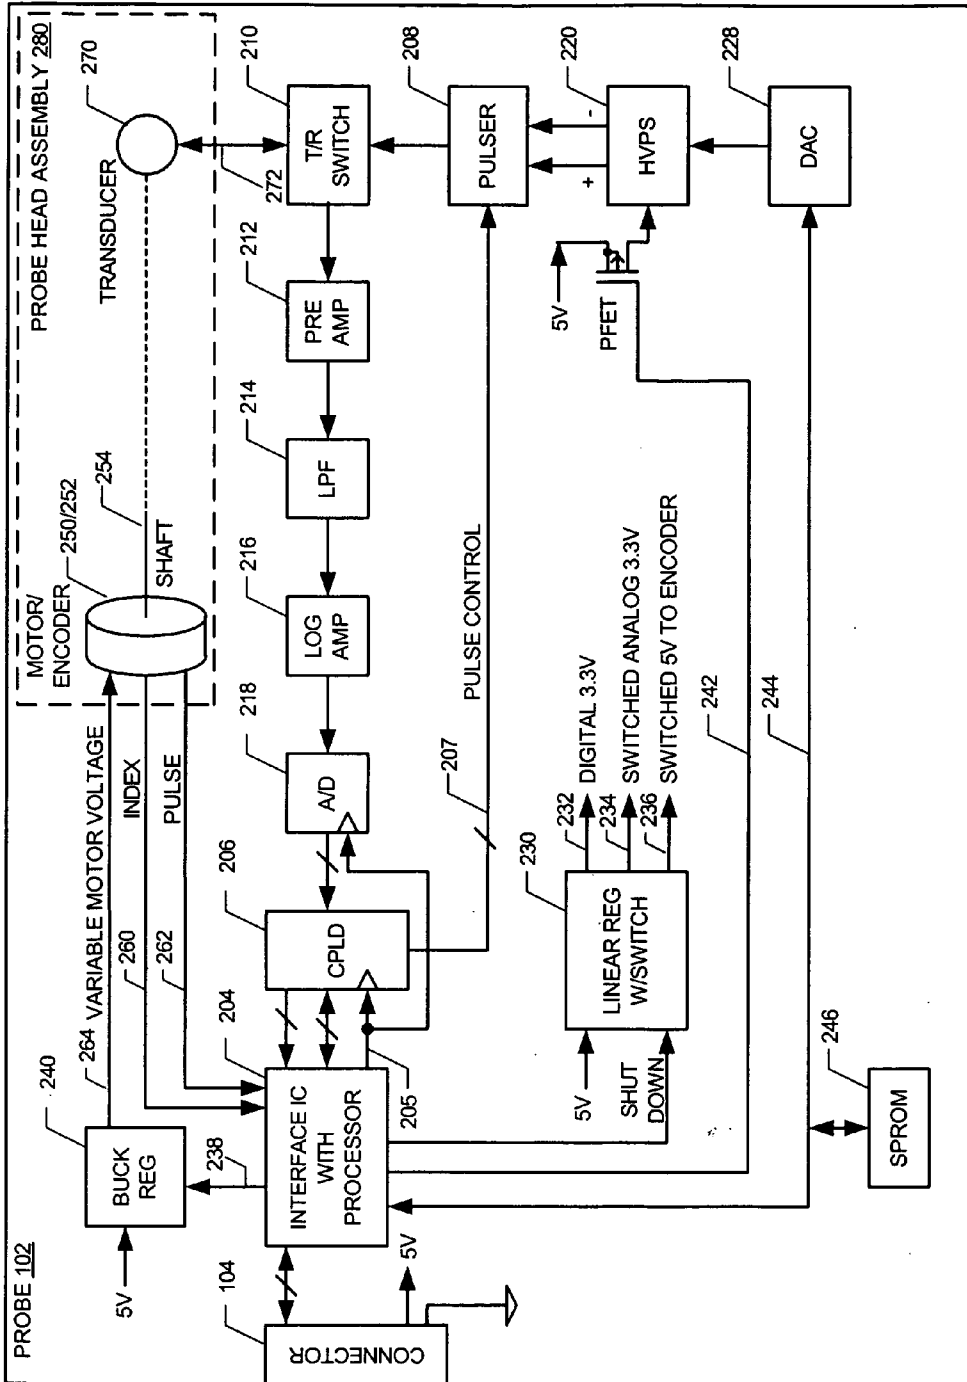 PROBE 102
PROBE HEAD ASSEMBLY 280
5V
BUCK
REG
240
264 VARIABLE MOTOR VOLTAGE
260 INDEX
262 PULSE
MOTOR/
ENCODER
250/252
SHAFT
254
TRANSDUCER
270
272
238
CONNECTOR
104
5V
INTERFACE IC
WITH
PROCESSOR
204
205
CPLD
206
A/D
218
LOG
AMP
216
LPF
214
PRE
AMP
212
T/R
SWITCH
210
207
PULSE CONTROL
PULSER
208
+
-
HVPS
220
5V
PFET
5V
SHUT
DOWN
LINEAR REG
W/SWITCH
230
232
DIGITAL 3.3V
234
SWITCHED ANALOG 3.3V
236
SWITCHED 5V TO ENCODER
242
244
SPROM
246
DAC
228